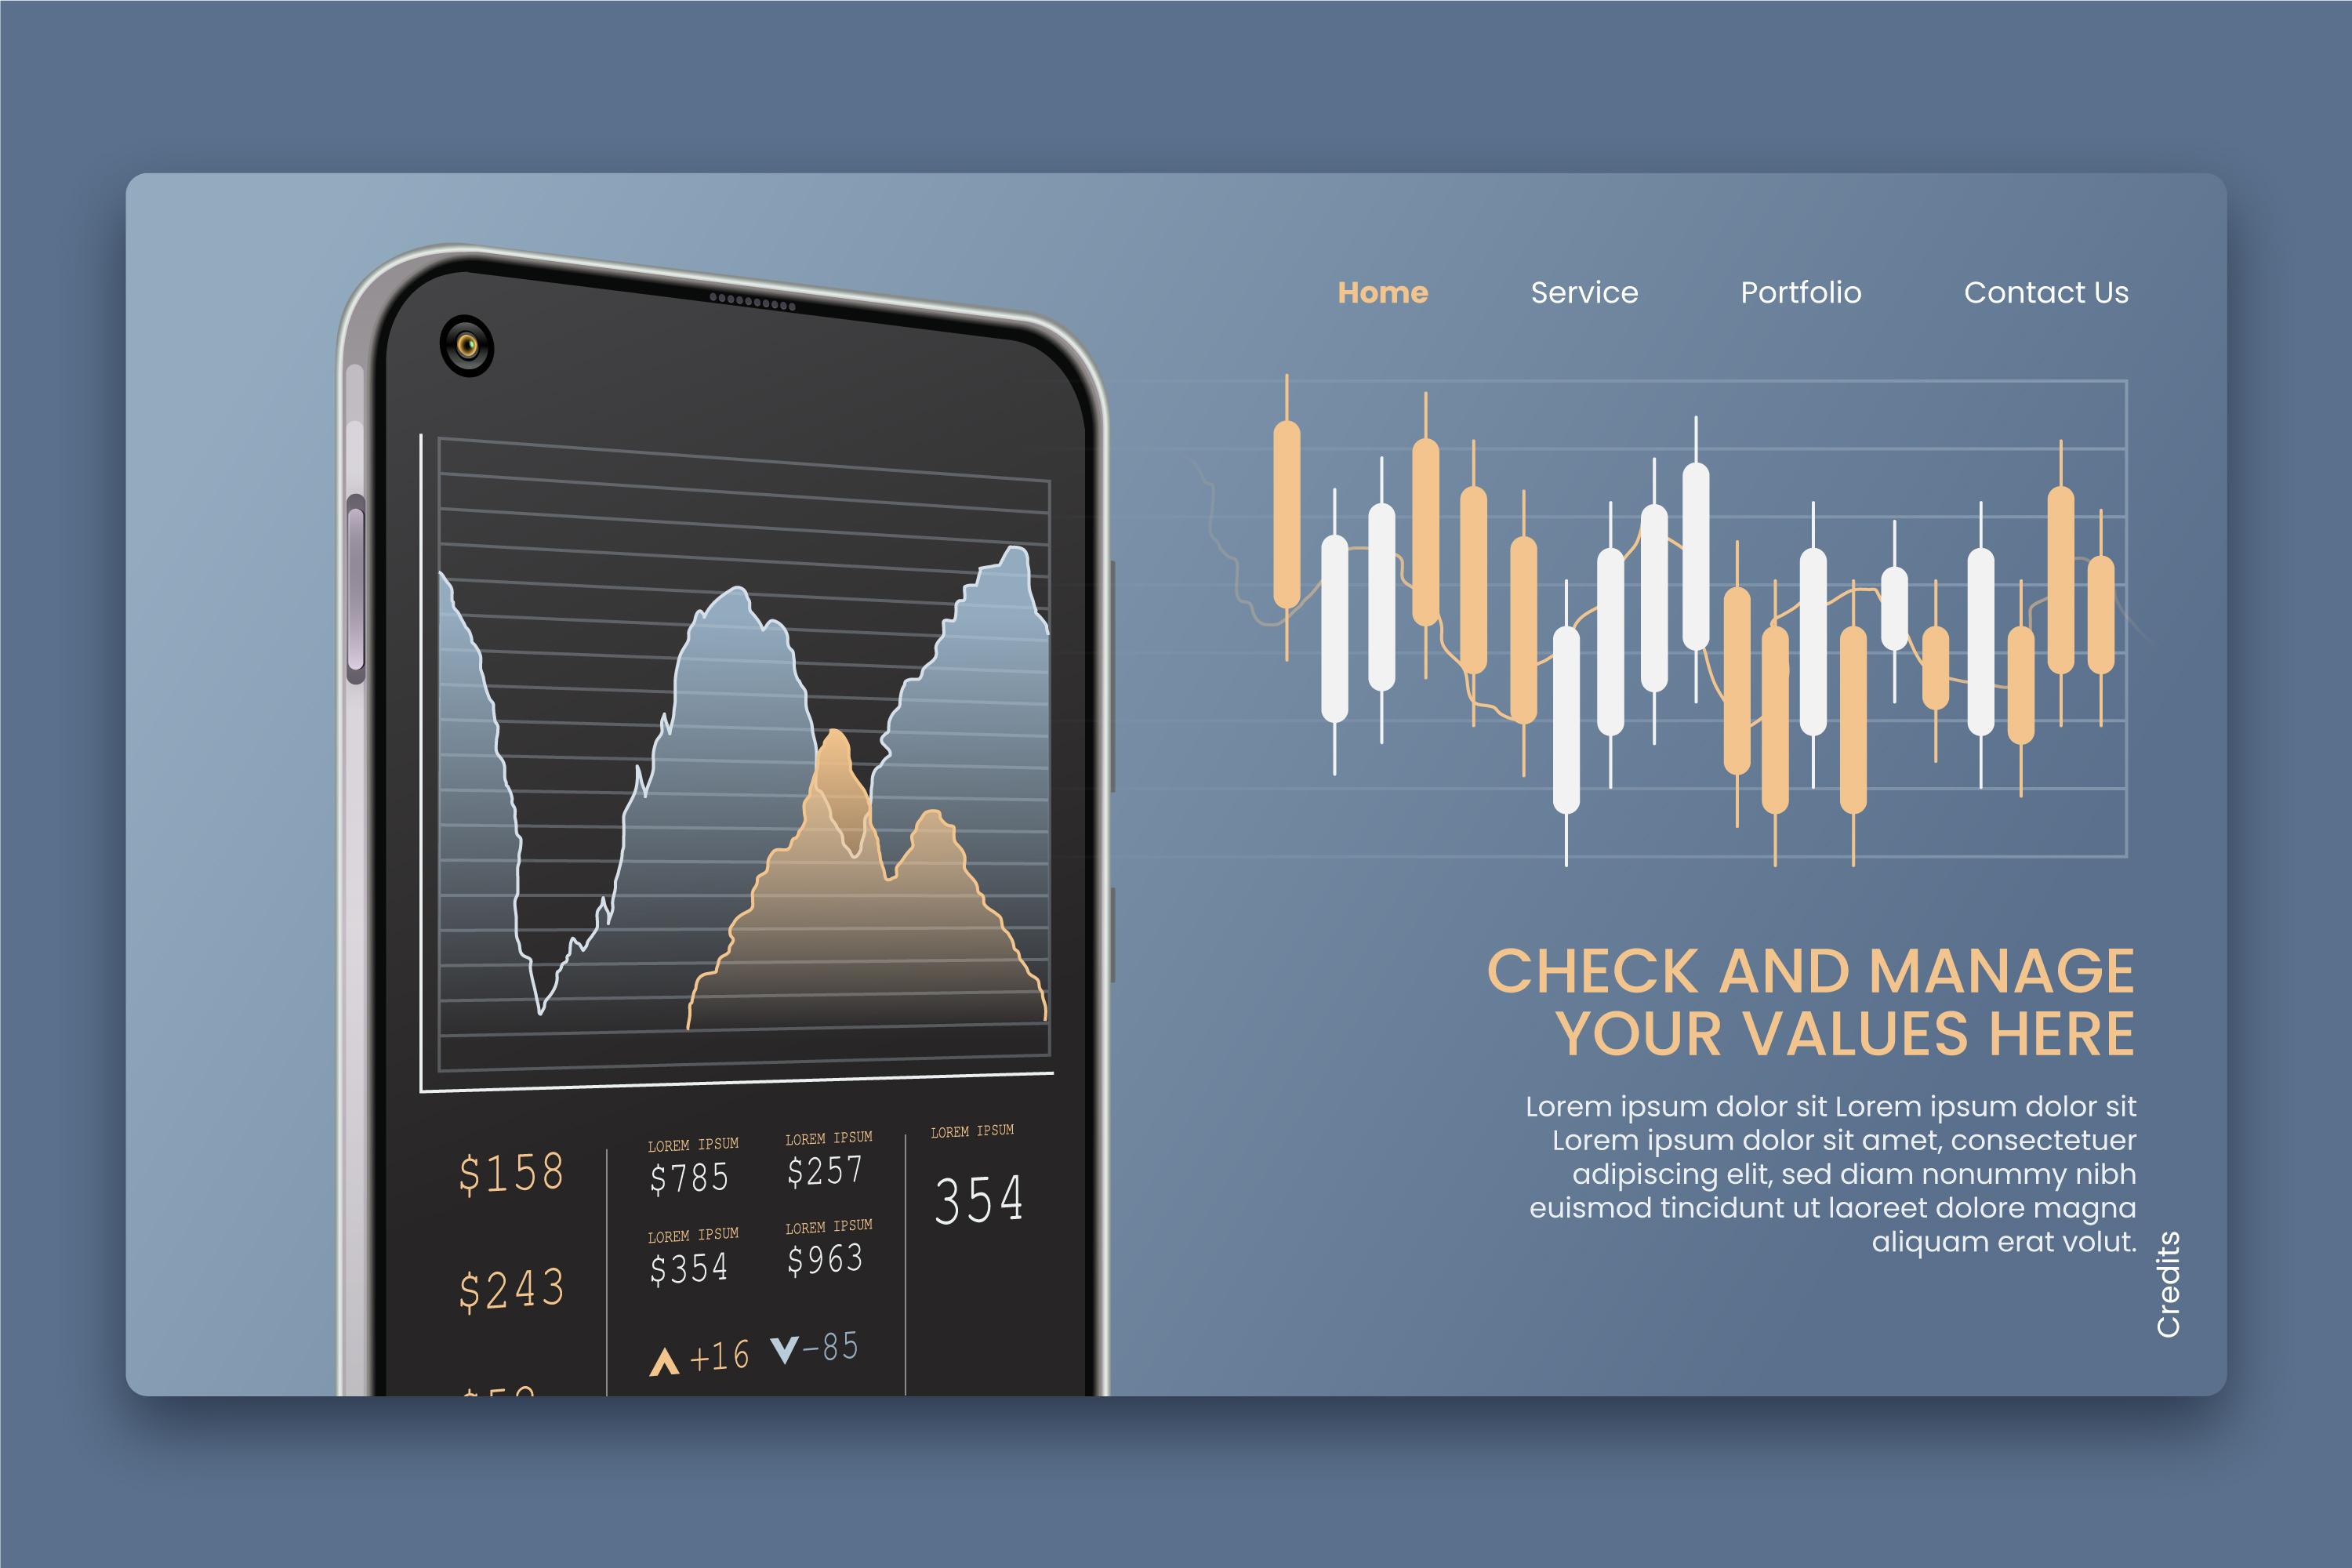 Home Service Portfolio Contact Us
CHECK AND MANAGE
YOUR VALUES HERE
Lorem ipsum dolor sit Lorem ipsum dolor sit
Lorem ipsum dolor sit amet, consectetuer
adipiscing elit, sed diam nonummy nibh
euismod tincidunt ut laoreet dolore magna
aliquam erat volut.
Credits
$158
$243
LOREM IPSUM
$785
LOREM IPSUM
$257
LOREM IPSUM
$354
LOREM IPSUM
$963
+16 -85
LOREM IPSUM
354